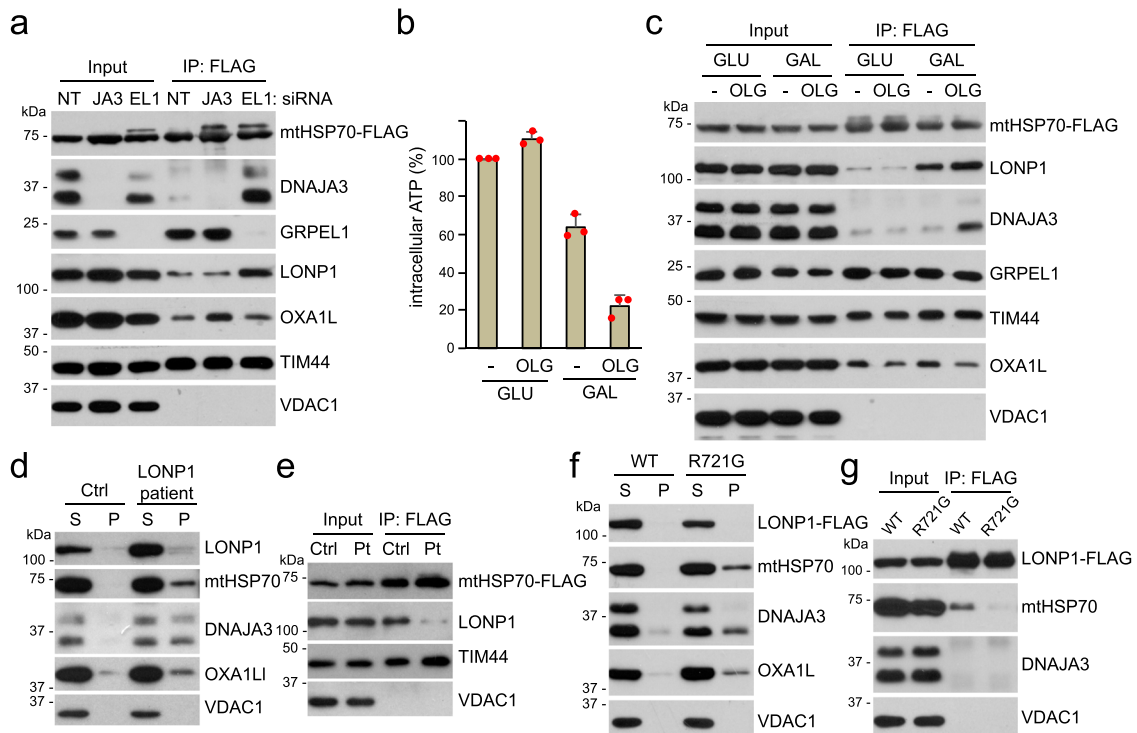 a
Input IP: FLAG
NT JA3 EL1 NT JA3 EL1: siRNA
kDa
75 - mtHSP70-FLAG
37 - DNAJA3
25 - GRPEL1
LONP1
100 -
OXA1L
37 -
50 - TIM44
37 -
VDAC1
b
intracellular ATP (%)
100
80
60
40
20
0
- OLG - OLG
GLU GAL
c
Input IP: FLAG
GLU GAL GLU GAL
- OLG - OLG - OLG - OLG
kDa
75 - mtHSP70-FLAG
LONP1
100 -
37 - DNAJA3
25 - GRPEL1
50 -
TIM44
OXA1L
37 -
37 -
VDAC1
d
Ctrl LONP1 patient
S P S P
kDa
100 - LONP1
75 - mtHSP70
37 - DNAJA3
OXA1LI
37 -
37 -
VDAC1
e
Input IP: FLAG
Ctrl Pt Ctrl Pt
kDa
75 - mtHSP70-FLAG
LONP1
100 -
50 -
TIM44
37 -
VDAC1
f
WT R721G
S P S P
kDa
LONP1-FLAG
100 -
75 - mtHSP70
DNAJA3
37 -
OXA1L
37 -
37 -
VDAC1
g
Input IP: FLAG
WT R721G WT R721G
kDa
LONP1-FLAG
100 -
75 - mtHSP70
37 - DNAJA3
37 -
VDAC1